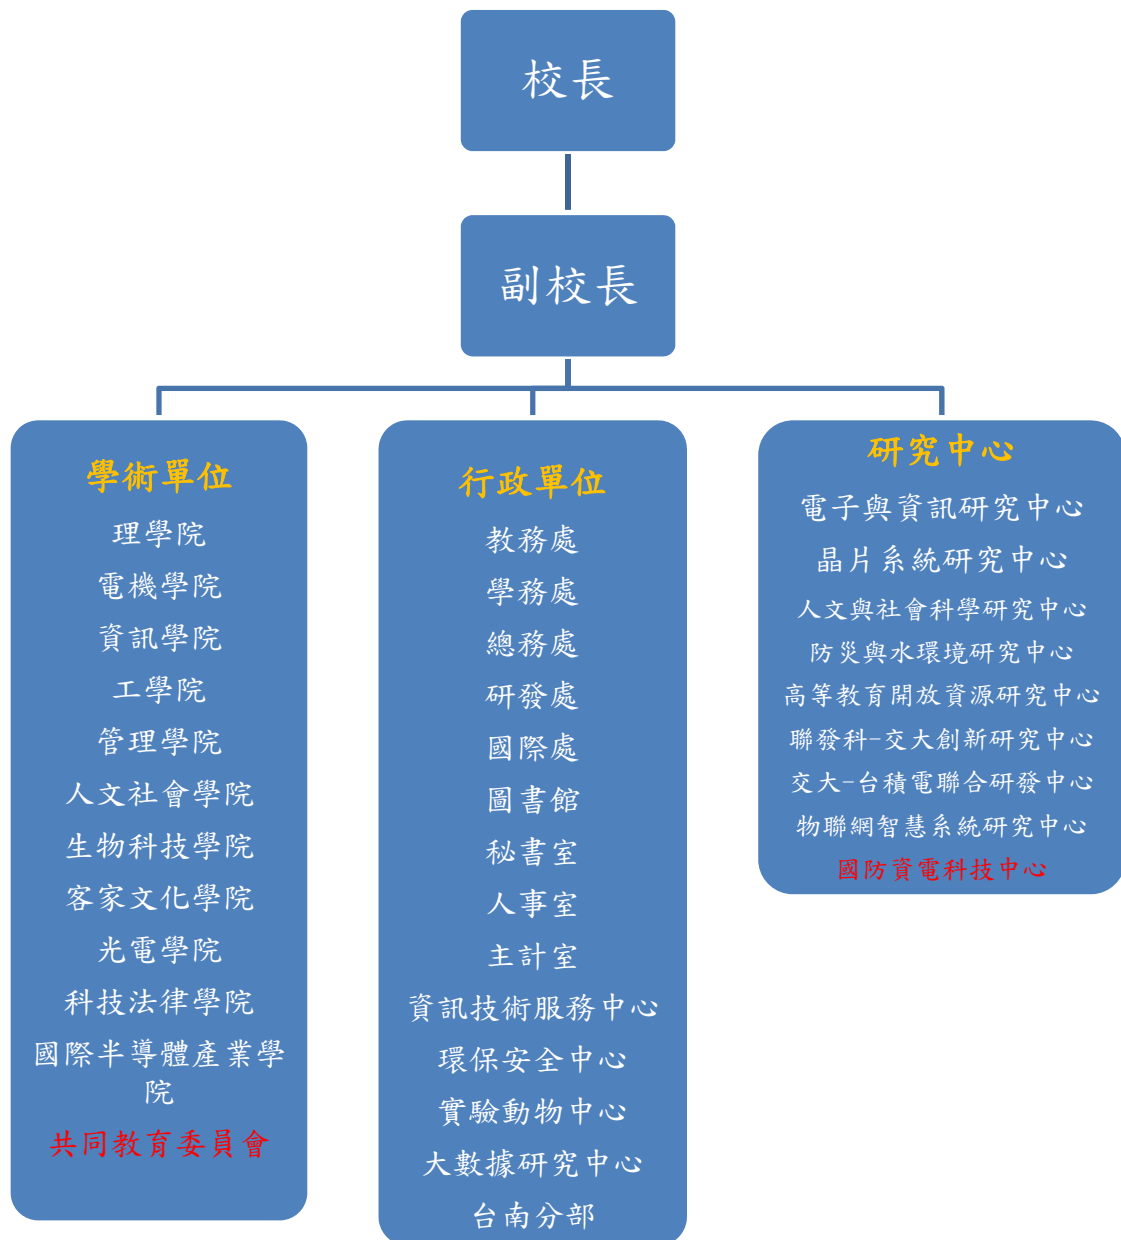 校長
副校長
學術單位
理學院
電機學院
資訊學院
工學院
管理學院
人文社會學院
生物科技學院
客家文化學院
光電學院
科技法律學院
國際半導體產業學
院
共同教育委員會
行政單位
教務處
學務處
總務處
研發處
國際處
圖書館
秘書室
人事室
主計室
資訊技術服務中心
環保安全中心
實驗動物中心
大數據研究中心
台南分部
研究中心
電子與資訊研究中心
晶片系統研究中心
人文與社會科學研究中心
防災與水環境研究中心
高等教育開放資源研究中心
聯發科-交大創新研究中心
交大-台積電聯合研發中心
物聯網智慧系統研究中心
國防資電科技中心